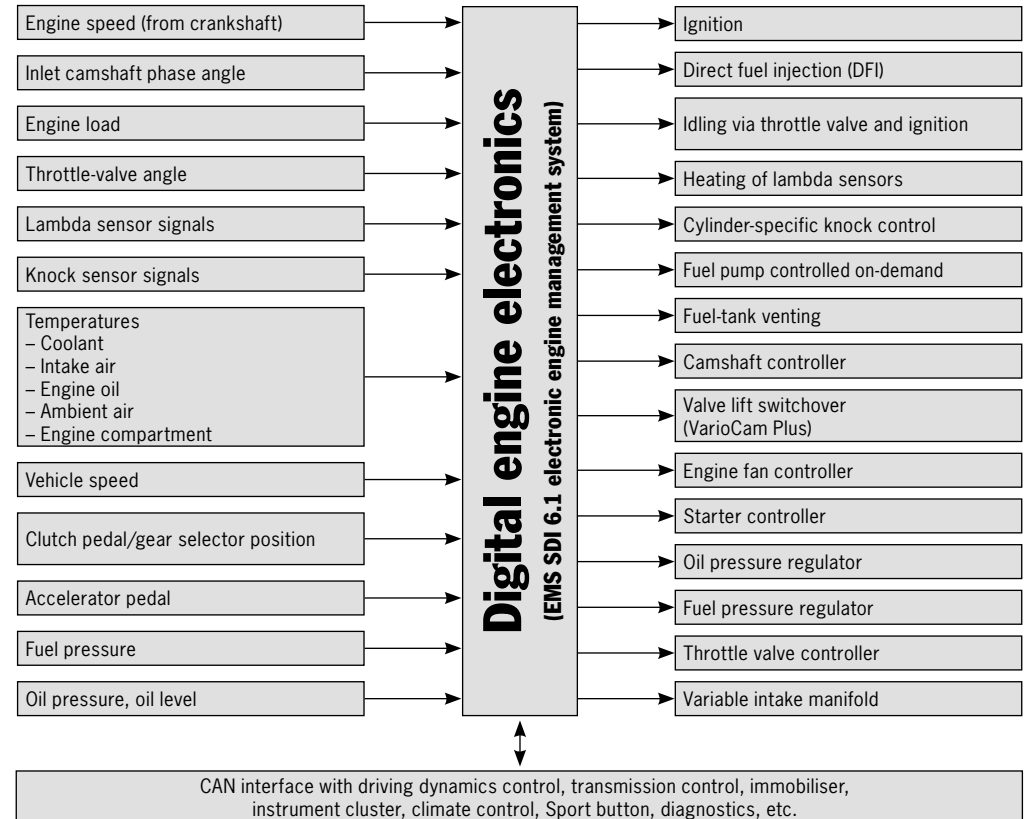 Engine speed (from crankshaft)
Inlet camshaft phase angle
Engine load
Throttle-valve angle
Lambda sensor signals
Knock sensor signals
Temperatures
– Coolant
– Intake air
– Engine oil
– Ambient air
– Engine compartment
Vehicle speed
Clutch pedal/gear selector position
Accelerator pedal
Fuel pressure
Oil pressure, oil level
Digital engine electronics
(EMS SDI 6.1 electronic engine management system)
Ignition
Direct fuel injection (DFI)
Idling via throttle valve and ignition
Heating of lambda sensors
Cylinder-specific knock control
Fuel pump controlled on-demand
Fuel-tank venting
Camshaft controller
Valve lift switchover
(VarioCam Plus)
Engine fan controller
Starter controller
Oil pressure regulator
Fuel pressure regulator
Throttle valve controller
Variable intake manifold
CAN interface with driving dynamics control, transmission control, immobiliser,
instrument cluster, climate control, Sport button, diagnostics, etc.